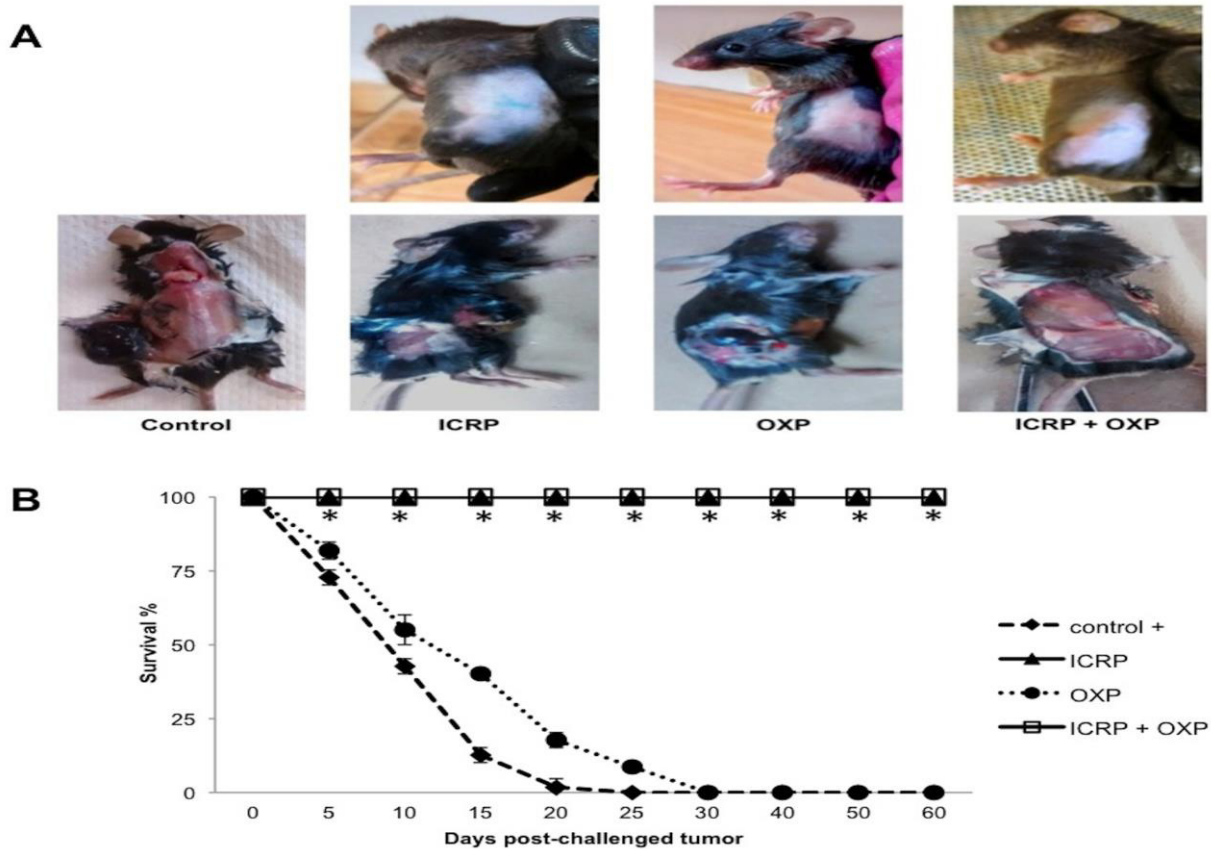 A
Control
ICRP
OXP
ICRP + OXP
B
Survival %
100
75
50
25
0
* * * * * * * * * *
0 5 10 15 20 25 30 40 50 60
Days post-challenged tumor
control +
ICRP
OXP
ICRP + OXP